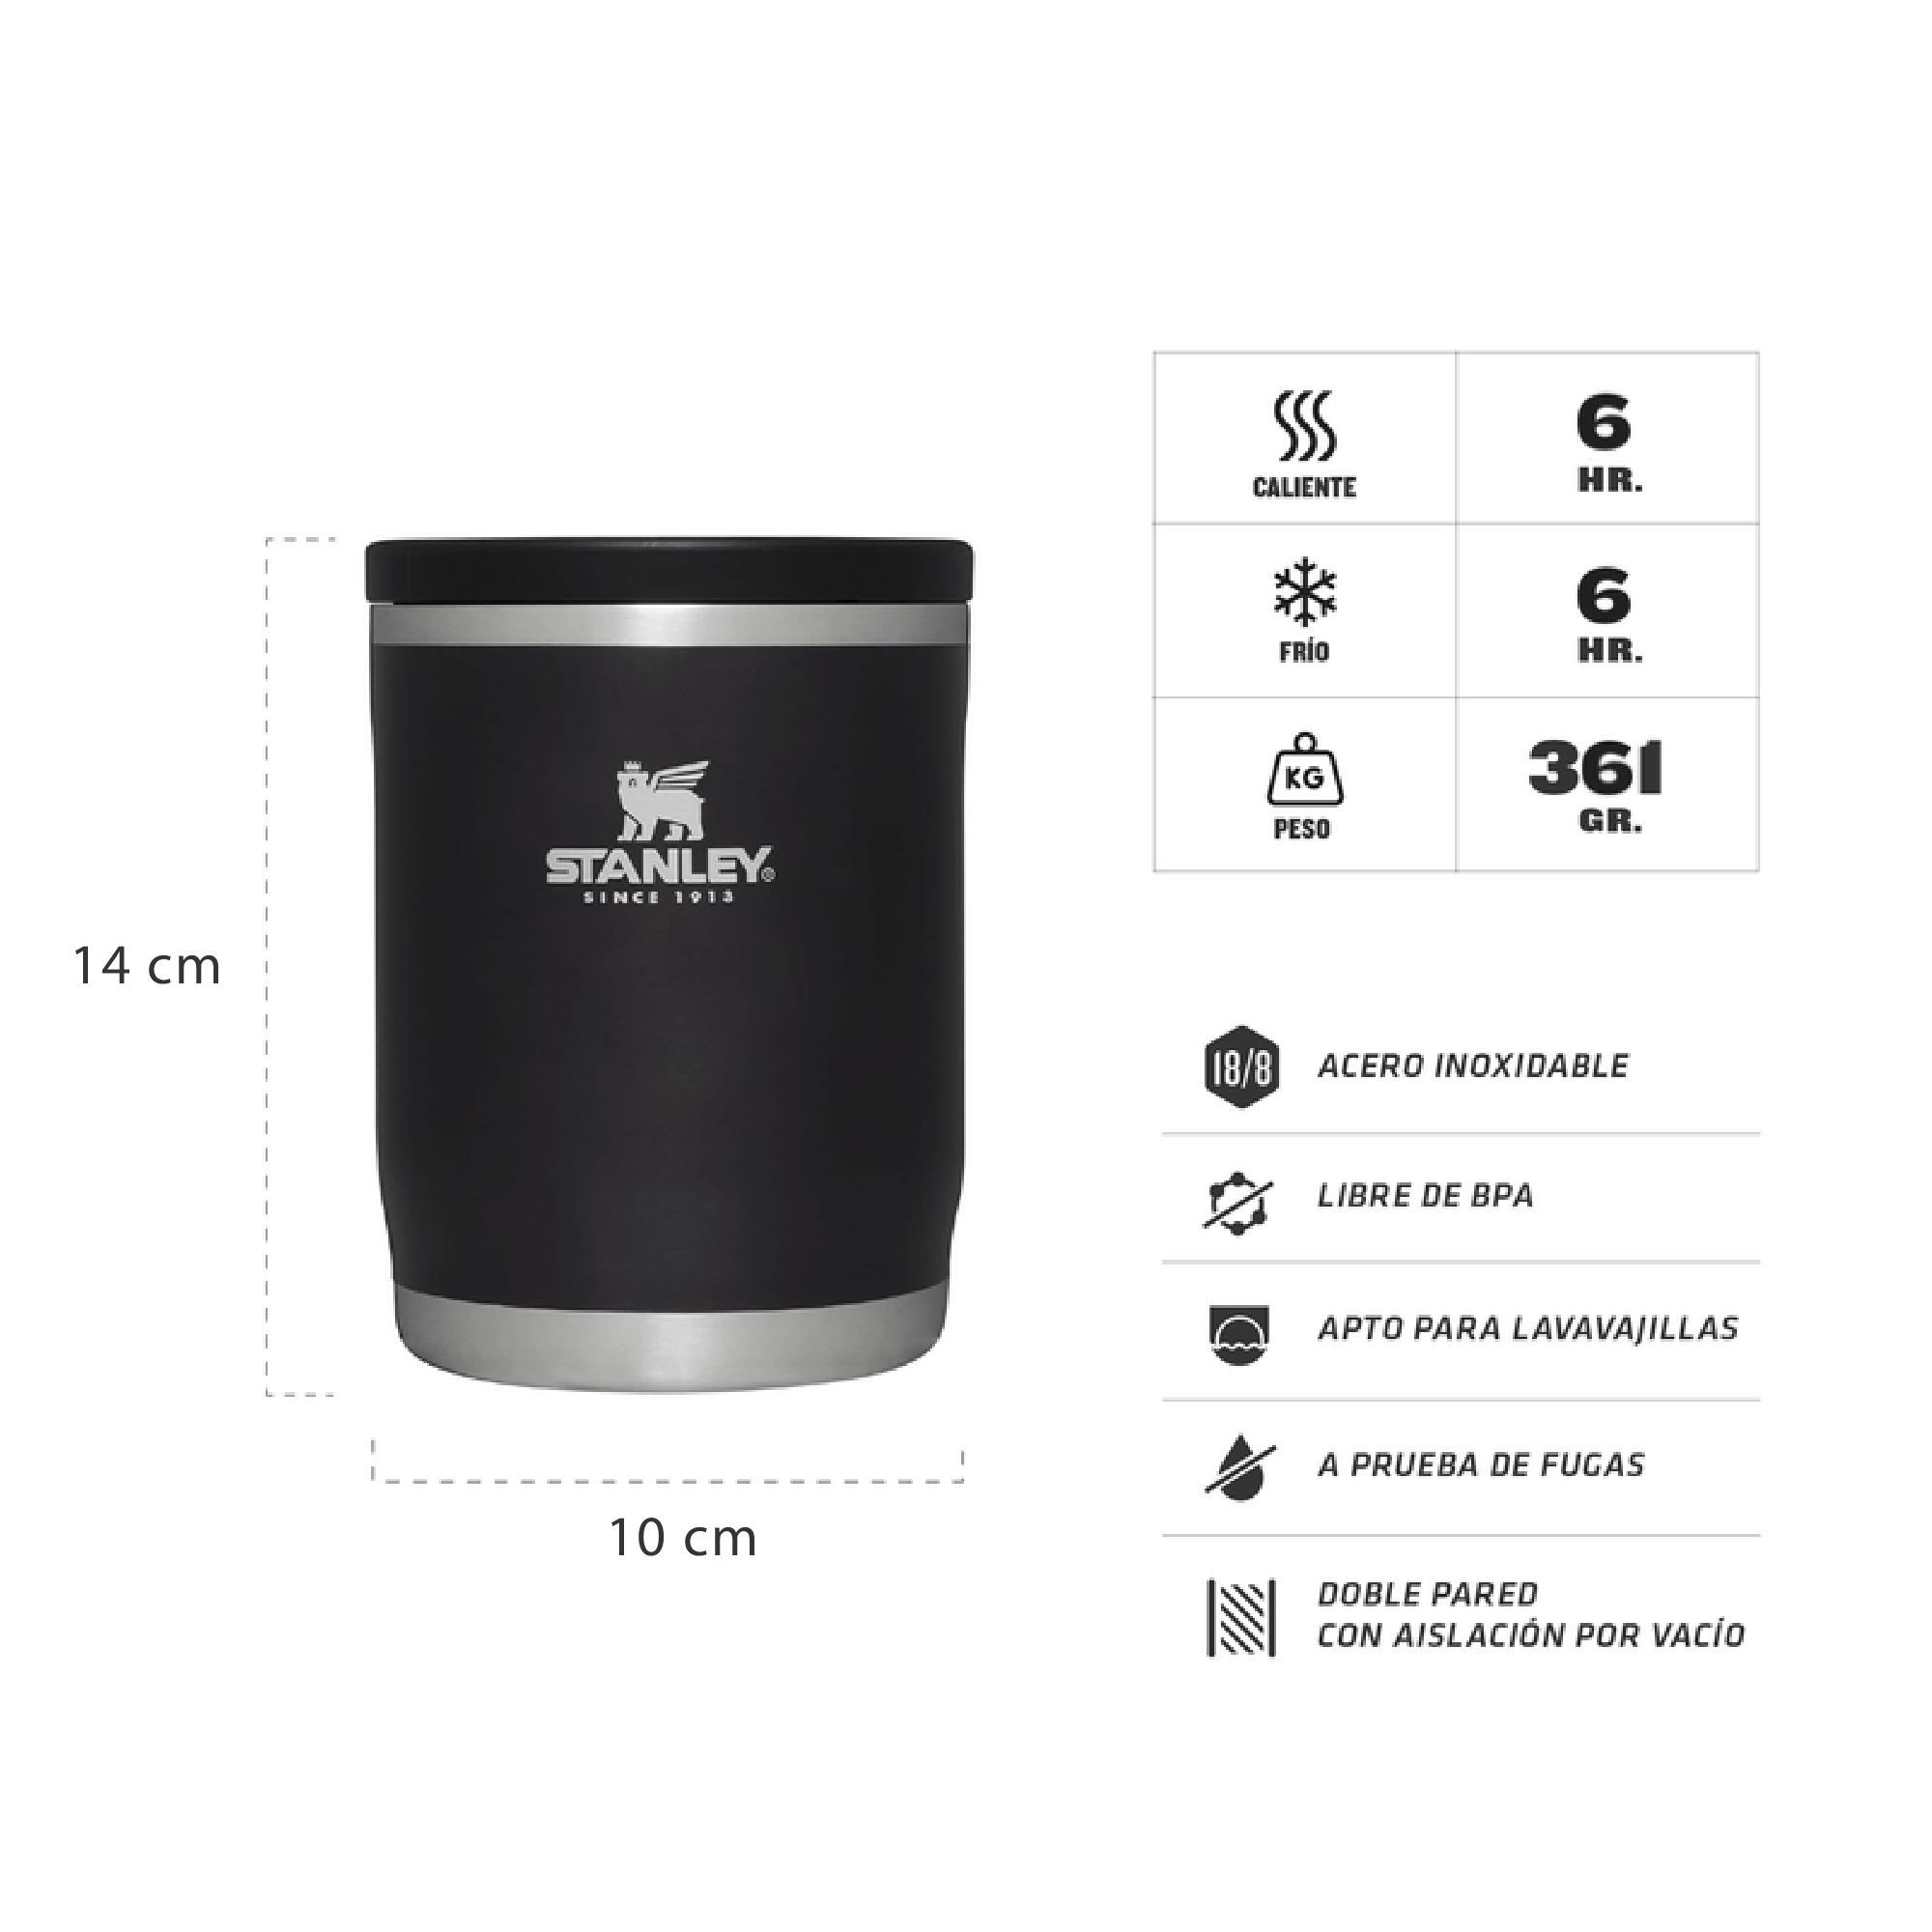 CALIENTE
6
HR.
FRÍO
6
HR.
KG
PESO
361
GR.
STANLEY®
SINCE 1913
14 cm
10 cm
18/8
ACERO INOXIDABLE
LIBRE DE BPA
APTO PARA LAVAVAJILLAS
A PRUEBA DE FUGAS
DOBLE PARED
CON AISLACIÓN POR VACÍO